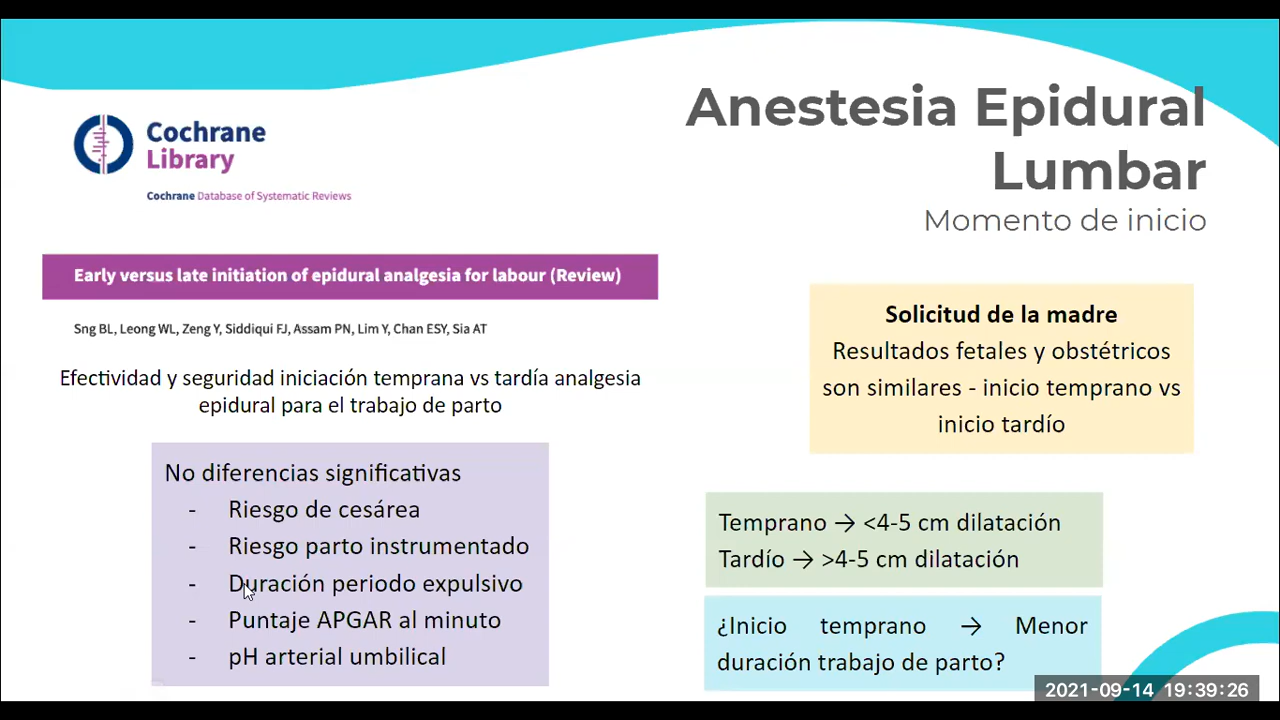 Anestesia Epidural
Lumbar
Momento de inicio
Cochrane
Library
Cochrane Database of Systematic Reviews
Early versus late initiation of epidural analgesia for labour (Review)
Sng BL, Leong WL, Zeng Y, Siddiqui FJ, Assam PN, Lim Y, Chan ESY, Sia AT
Efectividad y seguridad iniciación temprana vs tardía analgesia
epidural para el trabajo de parto
No diferencias significativas
- Riesgo de cesárea
- Riesgo parto instrumentado
- Duración periodo expulsivo
- Puntaje APGAR al minuto
- pH arterial umbilical
Solicitud de la madre
Resultados fetales y obstétricos
son similares - inicio temprano vs
inicio tardío
Temprano → <4-5 cm dilatación
Tardío → >4-5 cm dilatación
¿Inicio temprano → Menor
duración trabajo de parto?
2021-09-14 19:39:26